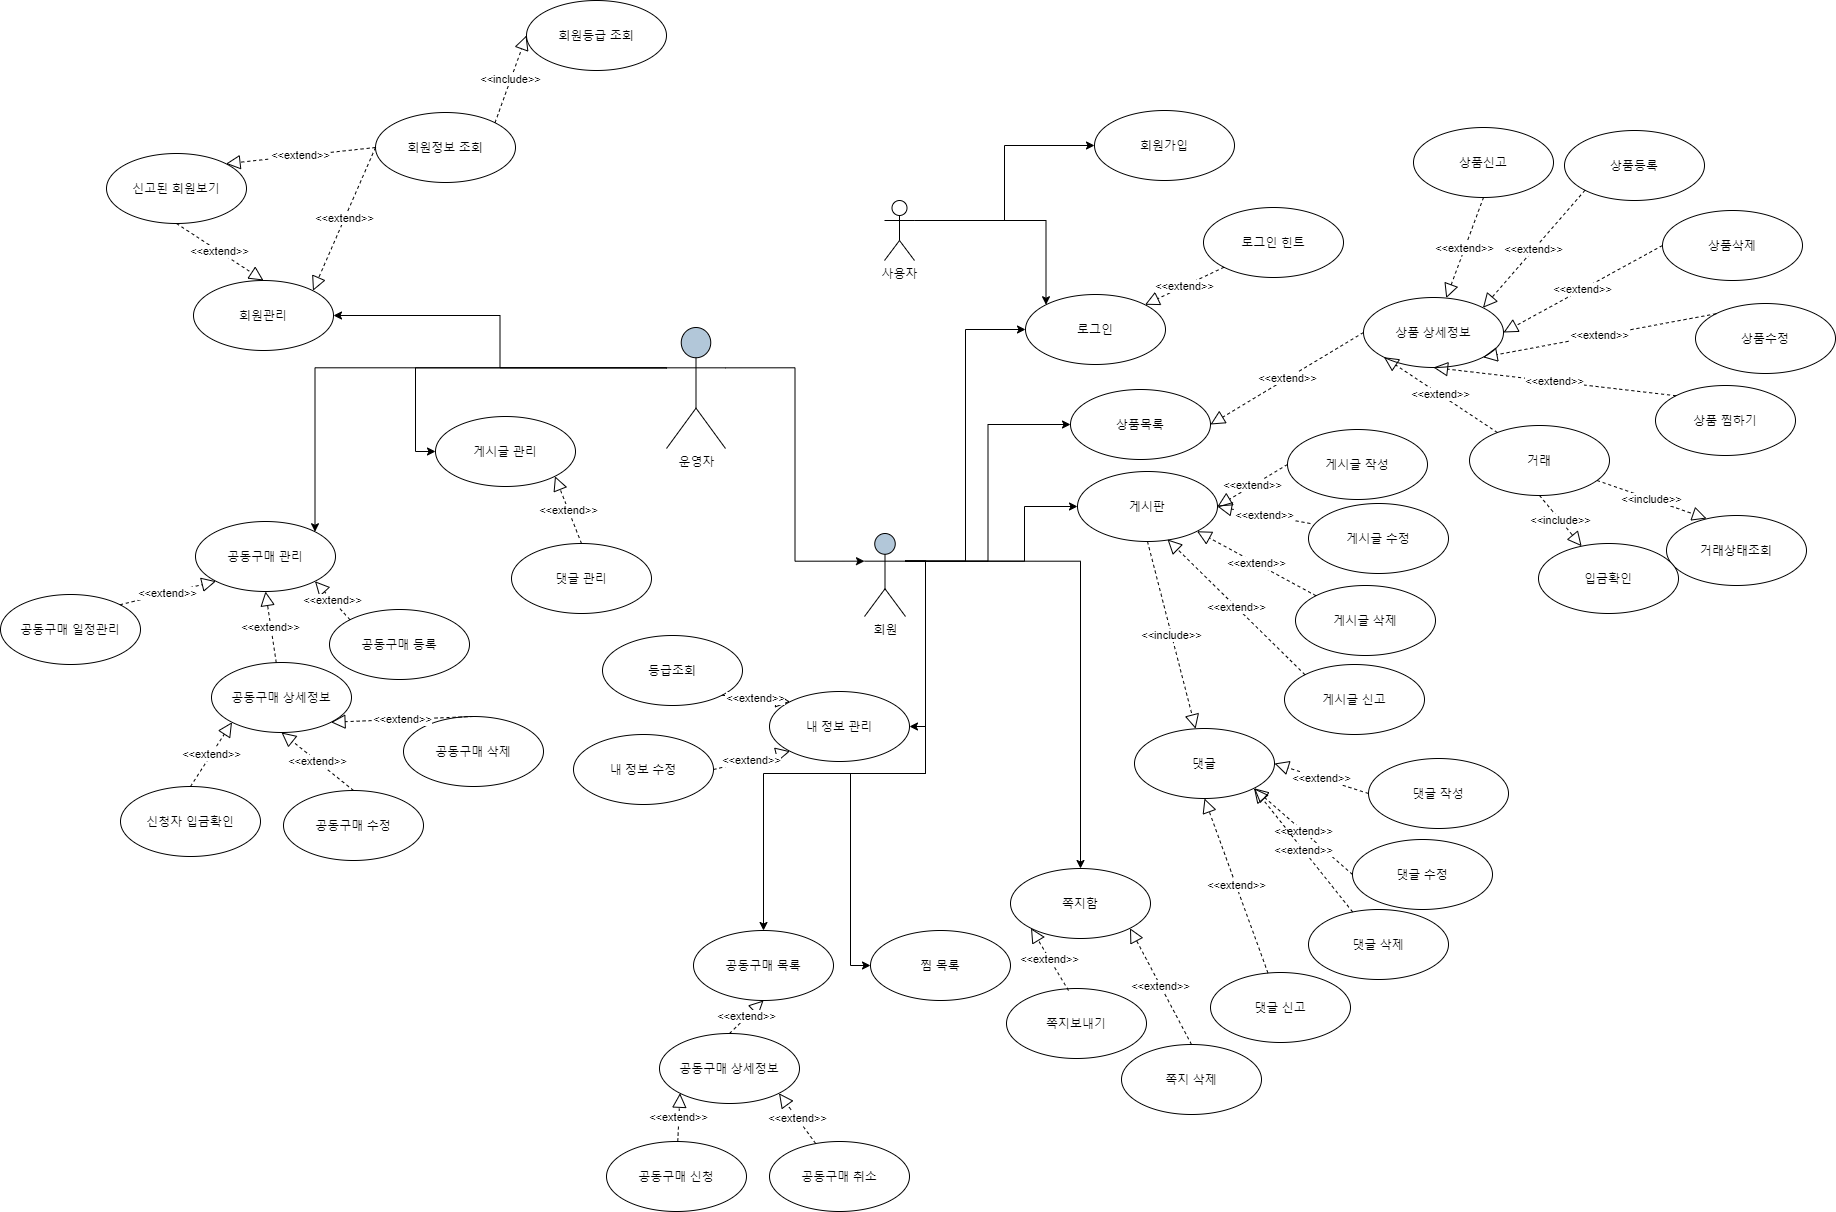 회원등급 조회
<<include>>
회원정보 조회
<<extend>>
신고된 회원보기
<<extend>>
<<extend>>
회원관리
회원가입
사용자
로그인 힌트
<<extend>>
로그인
상품신고
상품등록
상품삭제
<<extend>>
<<extend>>
<<extend>>
상품 상세정보
<<extend>>
상품수정
<<extend>>
<<extend>>
<<extend>>
상품 찜하기
상품목록
거래
<<include>>
<<include>>
거래상태조회
입금확인
운영자
게시글 관리
<<extend>>
댓글 관리
공동구매 관리
<<extend>>
<<extend>>
<<extend>>
공동구매 일정관리
공동구매 등록
공동구매 상세정보
<<extend>>
<<extend>>
<<extend>>
공동구매 삭제
신청자 입금확인
공동구매 수정
회원
게시판
게시글 작성
<<extend>>
<<extend>>
게시글 수정
<<extend>>
<<extend>>
게시글 삭제
<<include>>
게시글 신고
등급조회
<<extend>>
내 정보 관리
<<extend>>
내 정보 수정
댓글
<<extend>>
댓글 작성
<<extend>>
<<extend>>
댓글 수정
<<extend>>
댓글 삭제
댓글 신고
쪽지함
<<extend>>
<<extend>>
쪽지보내기
쪽지 삭제
공동구매 목록
찜 목록
<<extend>>
공동구매 상세정보
<<extend>>
<<extend>>
공동구매 신청
공동구매 취소